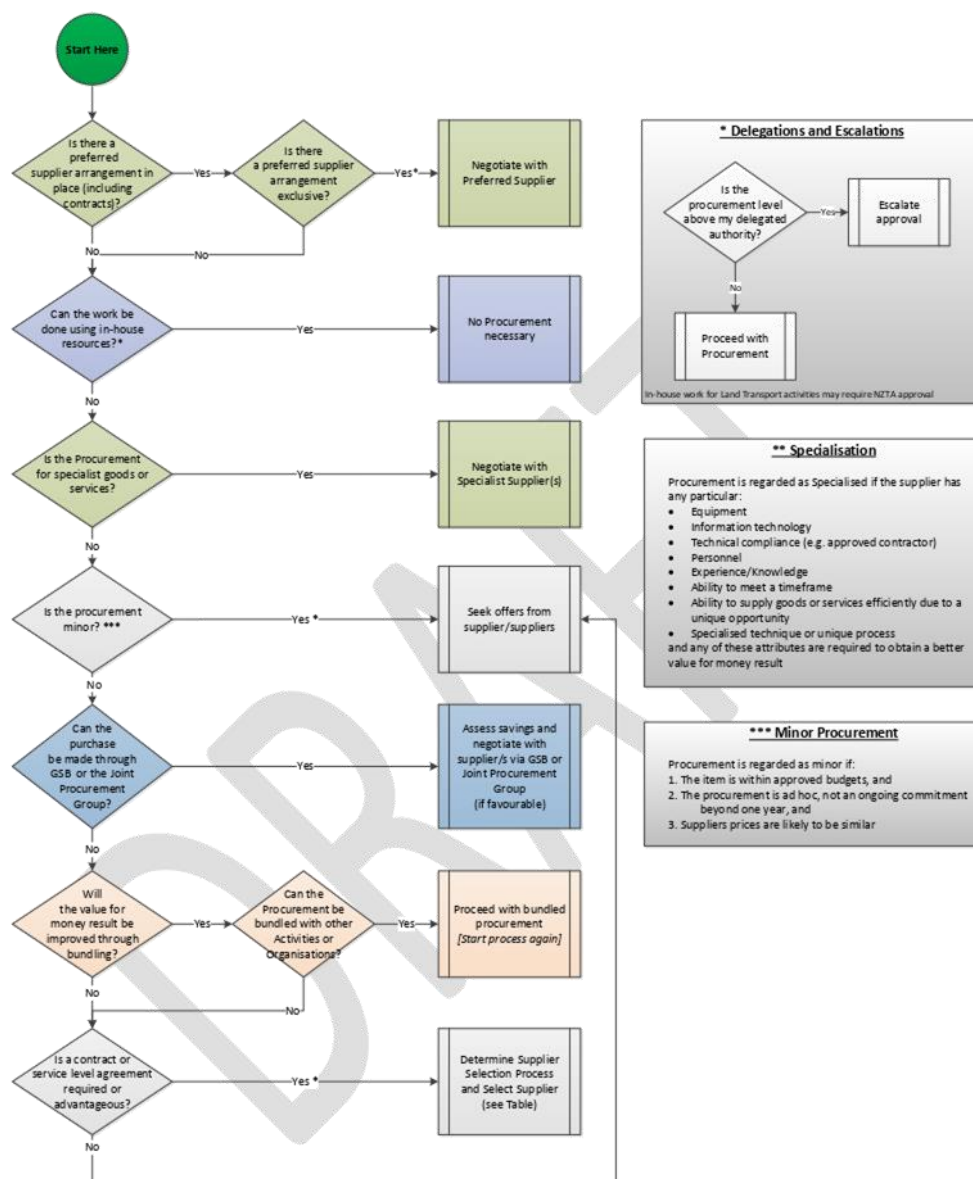 Start Here
Is there a
preferred
supplier arrangement in
place (including
contracts)?
Yes
Is there
a preferred supplier
arrangement
exclusive?
Yes*
Negotiate with
Preferred Supplier
No
No
Can the work be
done using in-house
resources?*
Yes
No Procurement
necessary
No
Is the Procurement
for specialist goods or
services?
Yes
Negotiate with
Specialist Supplier(s)
No
Is the procurement
minor? ***
Yes *
Seek offers from
supplier/suppliers
No
Can the
purchase
be made through
GSB or the Joint
Procurement
Group?
Yes
Assess savings and
negotiate with
supplier/s via GSB or
Joint Procurement
Group
(if favourable)
No
Will
the value for
money result be
improved through
bundling?
Yes
Can the
Procurement be
bundled with other
Activities or
Organisations?
Yes
Proceed with bundled
procurement
[Start process again]
No
No
Is a contract or
service level agreement
required or
advantageous?
Yes *
Determine Supplier
Selection Process
and Select Supplier
(see Table)
No
* Delegations and Escalations
Is the
procurement level
above my delegated
authority?
Yes
Escalate
approval
No
Proceed with
Procurement
In-house work for Land Transport activities may require NZTA approval
** Specialisation
Procurement is regarded as Specialised if the supplier has
any particular:
• Equipment
• Information technology
• Technical compliance (e.g. approved contractor)
• Personnel
• Experience/Knowledge
• Ability to meet a timeframe
• Ability to supply goods or services efficiently due to a
unique opportunity
• Specialised technique or unique process
and any of these attributes are required to obtain a better
value for money result
*** Minor Procurement
Procurement is regarded as minor if:
1. The item is within approved budgets, and
2. The procurement is ad hoc, not an ongoing commitment
beyond one year, and
3. Suppliers prices are likely to be similar
DRAFT